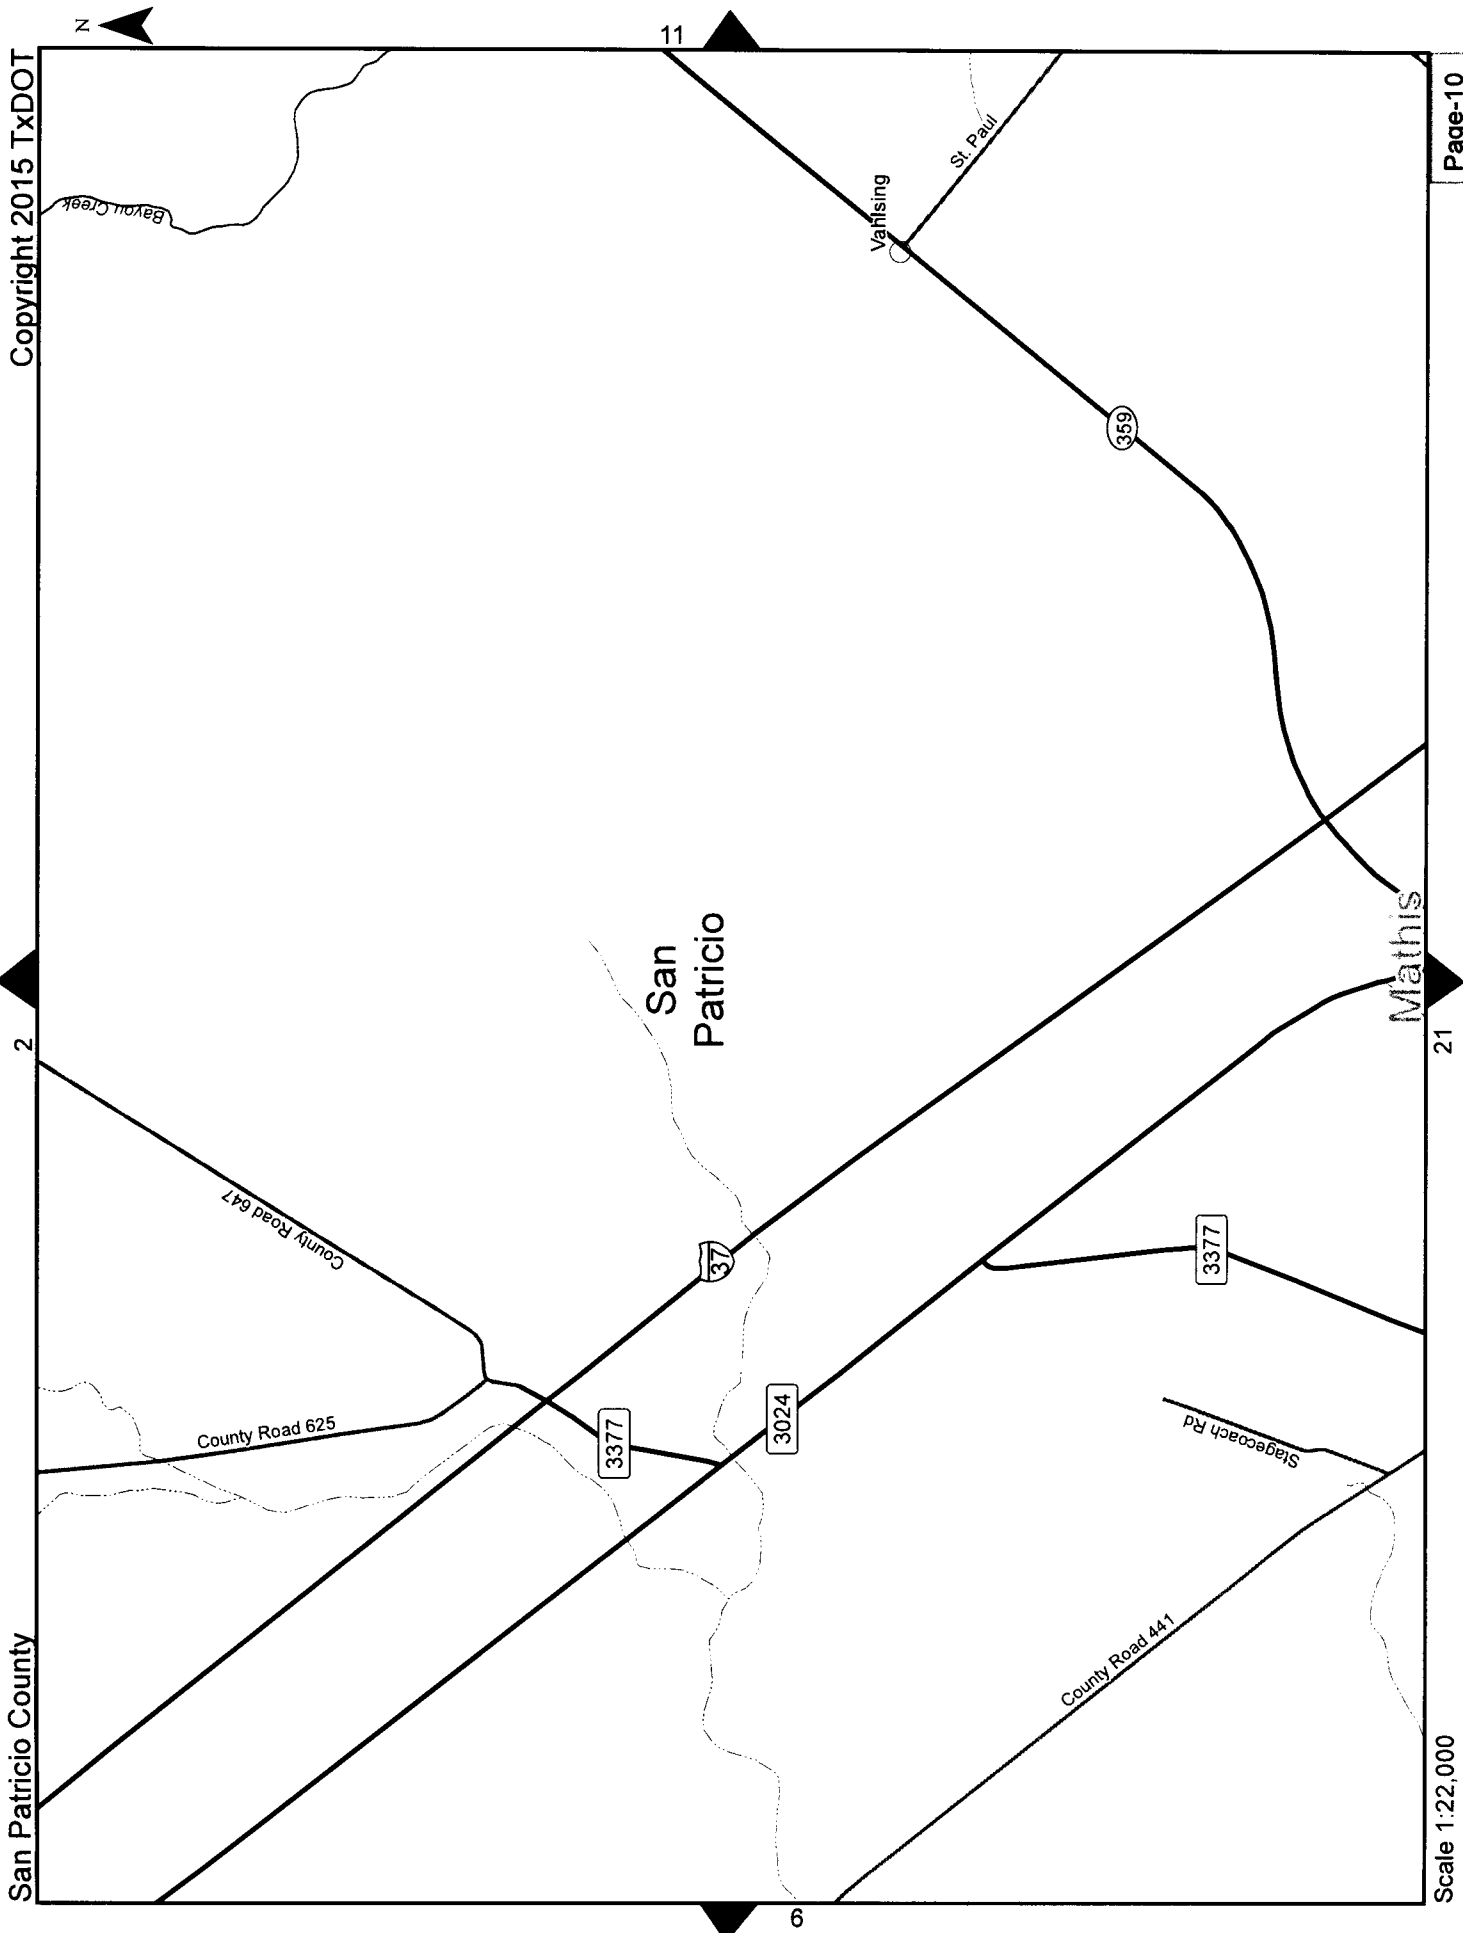 San Patricio County
Copyright 2015 TxDOT
N
2
Bayou Creek
County Road 647
County Road 625
11
37
3377
San
Patricio
3024
Vahlsing
St. Paul
359
3377
Stagecoach Rd
County Road 441
6
Mathis
21
Scale 1:22,000
Page-10